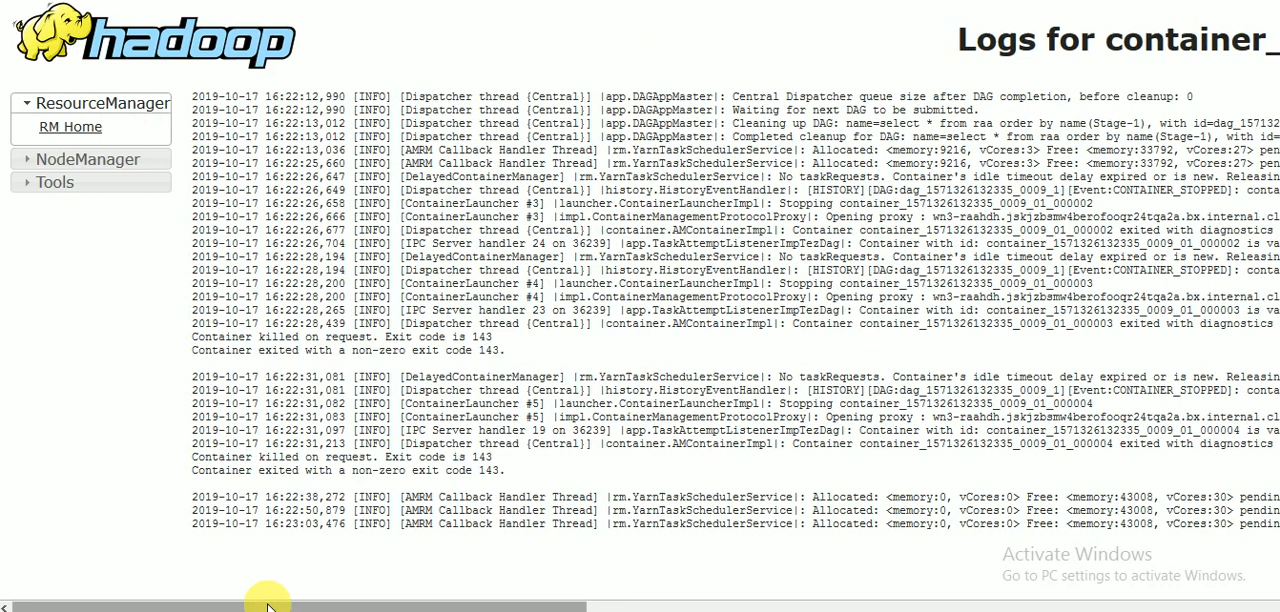 hadoop
Logs for container_
ResourceManager
RM Home
NodeManager
Tools
2019-10-17 16:22:12,990 [INFO] [Dispatcher thread {Central}] |app.DAGAppMaster|: Central Dispatcher queue size after DAG completion, before cleanup: 0
2019-10-17 16:22:12,990 [INFO] [Dispatcher thread {Central}] |app.DAGAppMaster|: Waiting for next DAG to be submitted.
2019-10-17 16:22:13,012 [INFO] [Dispatcher thread {Central}] |app.DAGAppMaster|: Cleaning up DAG: name=select * from raa order by name(Stage-1), with id=dag_157132
2019-10-17 16:22:13,012 [INFO] [Dispatcher thread {Central}] |app.DAGAppMaster|: Completed cleanup for DAG: name=select * from raa order by name(Stage-1), with id=
2019-10-17 16:22:13,036 [INFO] [AMRM Callback Handler Thread] |rm.YarnTaskSchedulerService|: Allocated: <memory:9216, vCores:3> Free: <memory:33792, vCores:27> pen
2019-10-17 16:22:25,660 [INFO] [AMRM Callback Handler Thread] |rm.YarnTaskSchedulerService|: Allocated: <memory:9216, vCores:3> Free: <memory:33792, vCores:27> pen
2019-10-17 16:22:26,647 [INFO] [DelayedContainerManager] |rm.YarnTaskSchedulerService|: No taskRequests. Container's idle timeout delay expired or is new. Releasin
2019-10-17 16:22:26,649 [INFO] [Dispatcher thread {Central}] |history.HistoryEventHandler|: [HISTORY][DAG:dag_1571326132335_0009_1][Event:CONTAINER_STOPPED]: conta
2019-10-17 16:22:26,658 [INFO] [ContainerLauncher #3] |launcher.ContainerLauncherImpl|: Stopping container_1571326132335_0009_01_000002
2019-10-17 16:22:26,666 [INFO] [ContainerLauncher #3] |impl.ContainerManagementProtocolProxy|: Opening proxy : wn3-raahdh.jskjzbsmw4berofooqr24tqa2a.bx.internal.cl
2019-10-17 16:22:26,677 [INFO] [Dispatcher thread {Central}] |container.AMContainerImpl|: Container container_1571326132335_0009_01_000002 exited with diagnostics
2019-10-17 16:22:26,704 [INFO] [IPC Server handler 24 on 36239] |app.TaskAttemptListenerImpTezDag|: Container with id: container_1571326132335_0009_01_000002 is va
2019-10-17 16:22:28,194 [INFO] [DelayedContainerManager] |rm.YarnTaskSchedulerService|: No taskRequests. Container's idle timeout delay expired or is new. Releasin
2019-10-17 16:22:28,194 [INFO] [Dispatcher thread {Central}] |history.HistoryEventHandler|: [HISTORY][DAG:dag_1571326132335_0009_1][Event:CONTAINER_STOPPED]: conta
2019-10-17 16:22:28,200 [INFO] [ContainerLauncher #4] |launcher.ContainerLauncherImpl|: Stopping container_1571326132335_0009_01_000003
2019-10-17 16:22:28,200 [INFO] [ContainerLauncher #4] |impl.ContainerManagementProtocolProxy|: Opening proxy : wn3-raahdh.jskjzbsmw4berofooqr24tqa2a.bx.internal.cl
2019-10-17 16:22:28,265 [INFO] [IPC Server handler 23 on 36239] |app.TaskAttemptListenerImpTezDag|: Container with id: container_1571326132335_0009_01_000003 is va
2019-10-17 16:22:28,439 [INFO] [Dispatcher thread {Central}] |container.AMContainerImpl|: Container container_1571326132335_0009_01_000003 exited with diagnostics
Container killed on request. Exit code is 143
Container exited with a non-zero exit code 143.
2019-10-17 16:22:31,081 [INFO] [DelayedContainerManager] |rm.YarnTaskSchedulerService|: No taskRequests. Container's idle timeout delay expired or is new. Releasin
2019-10-17 16:22:31,081 [INFO] [Dispatcher thread {Central}] |history.HistoryEventHandler|: [HISTORY][DAG:dag_1571326132335_0009_1][Event:CONTAINER_STOPPED]: conta
2019-10-17 16:22:31,082 [INFO] [ContainerLauncher #5] |launcher.ContainerLauncherImpl|: Stopping container_1571326132335_0009_01_000004
2019-10-17 16:22:31,083 [INFO] [ContainerLauncher #5] |impl.ContainerManagementProtocolProxy|: Opening proxy : wn3-raahdh.jskjzbsmw4berofooqr24tqa2a.bx.internal.cl
2019-10-17 16:22:31,097 [INFO] [IPC Server handler 19 on 36239] |app.TaskAttemptListenerImpTezDag|: Container with id: container_1571326132335_0009_01_000004 is va
2019-10-17 16:22:31,213 [INFO] [Dispatcher thread {Central}] |container.AMContainerImpl|: Container container_1571326132335_0009_01_000004 exited with diagnostics
Container killed on request. Exit code is 143
Container exited with a non-zero exit code 143.
2019-10-17 16:22:38,272 [INFO] [AMRM Callback Handler Thread] |rm.YarnTaskSchedulerService|: Allocated: <memory:0, vCores:0> Free: <memory:43008, vCores:30> pendin
2019-10-17 16:22:50,879 [INFO] [AMRM Callback Handler Thread] |rm.YarnTaskSchedulerService|: Allocated: <memory:0, vCores:0> Free: <memory:43008, vCores:30> pendin
2019-10-17 16:23:03,476 [INFO] [AMRM Callback Handler Thread] |rm.YarnTaskSchedulerService|: Allocated: <memory:0, vCores:0> Free: <memory:43008, vCores:30> pendin
Activate Windows
Go to PC settings to activate Windows.